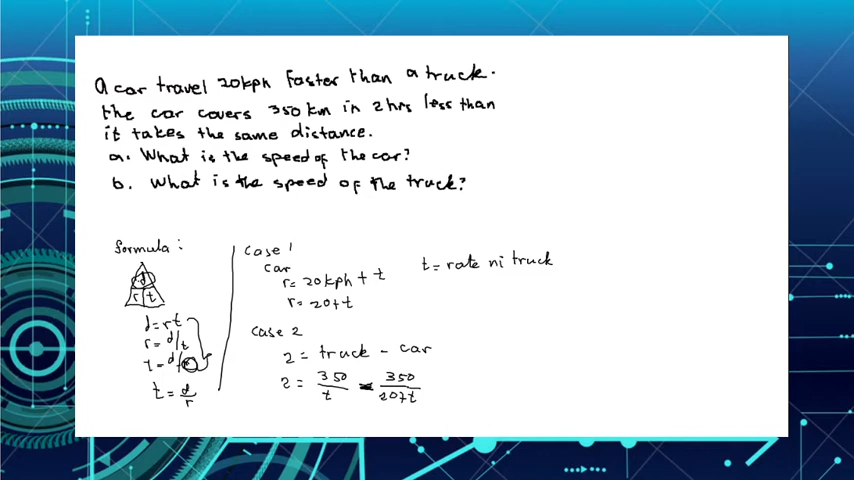 A car travel 20kph faster than a truck.
the car covers 350 km in 2 hrs less than
it takes the same distance.
a. What is the speed of the car?
b. What is the speed of the truck?
formula :
d
r t
d = rt
r = d/t
t = d/
t = d/r
Case 1
car
r = 20kph + t
r = 20+t
t = rate ni truck
Case 2
2 = truck - car
2 = 350/t - 350/20+t